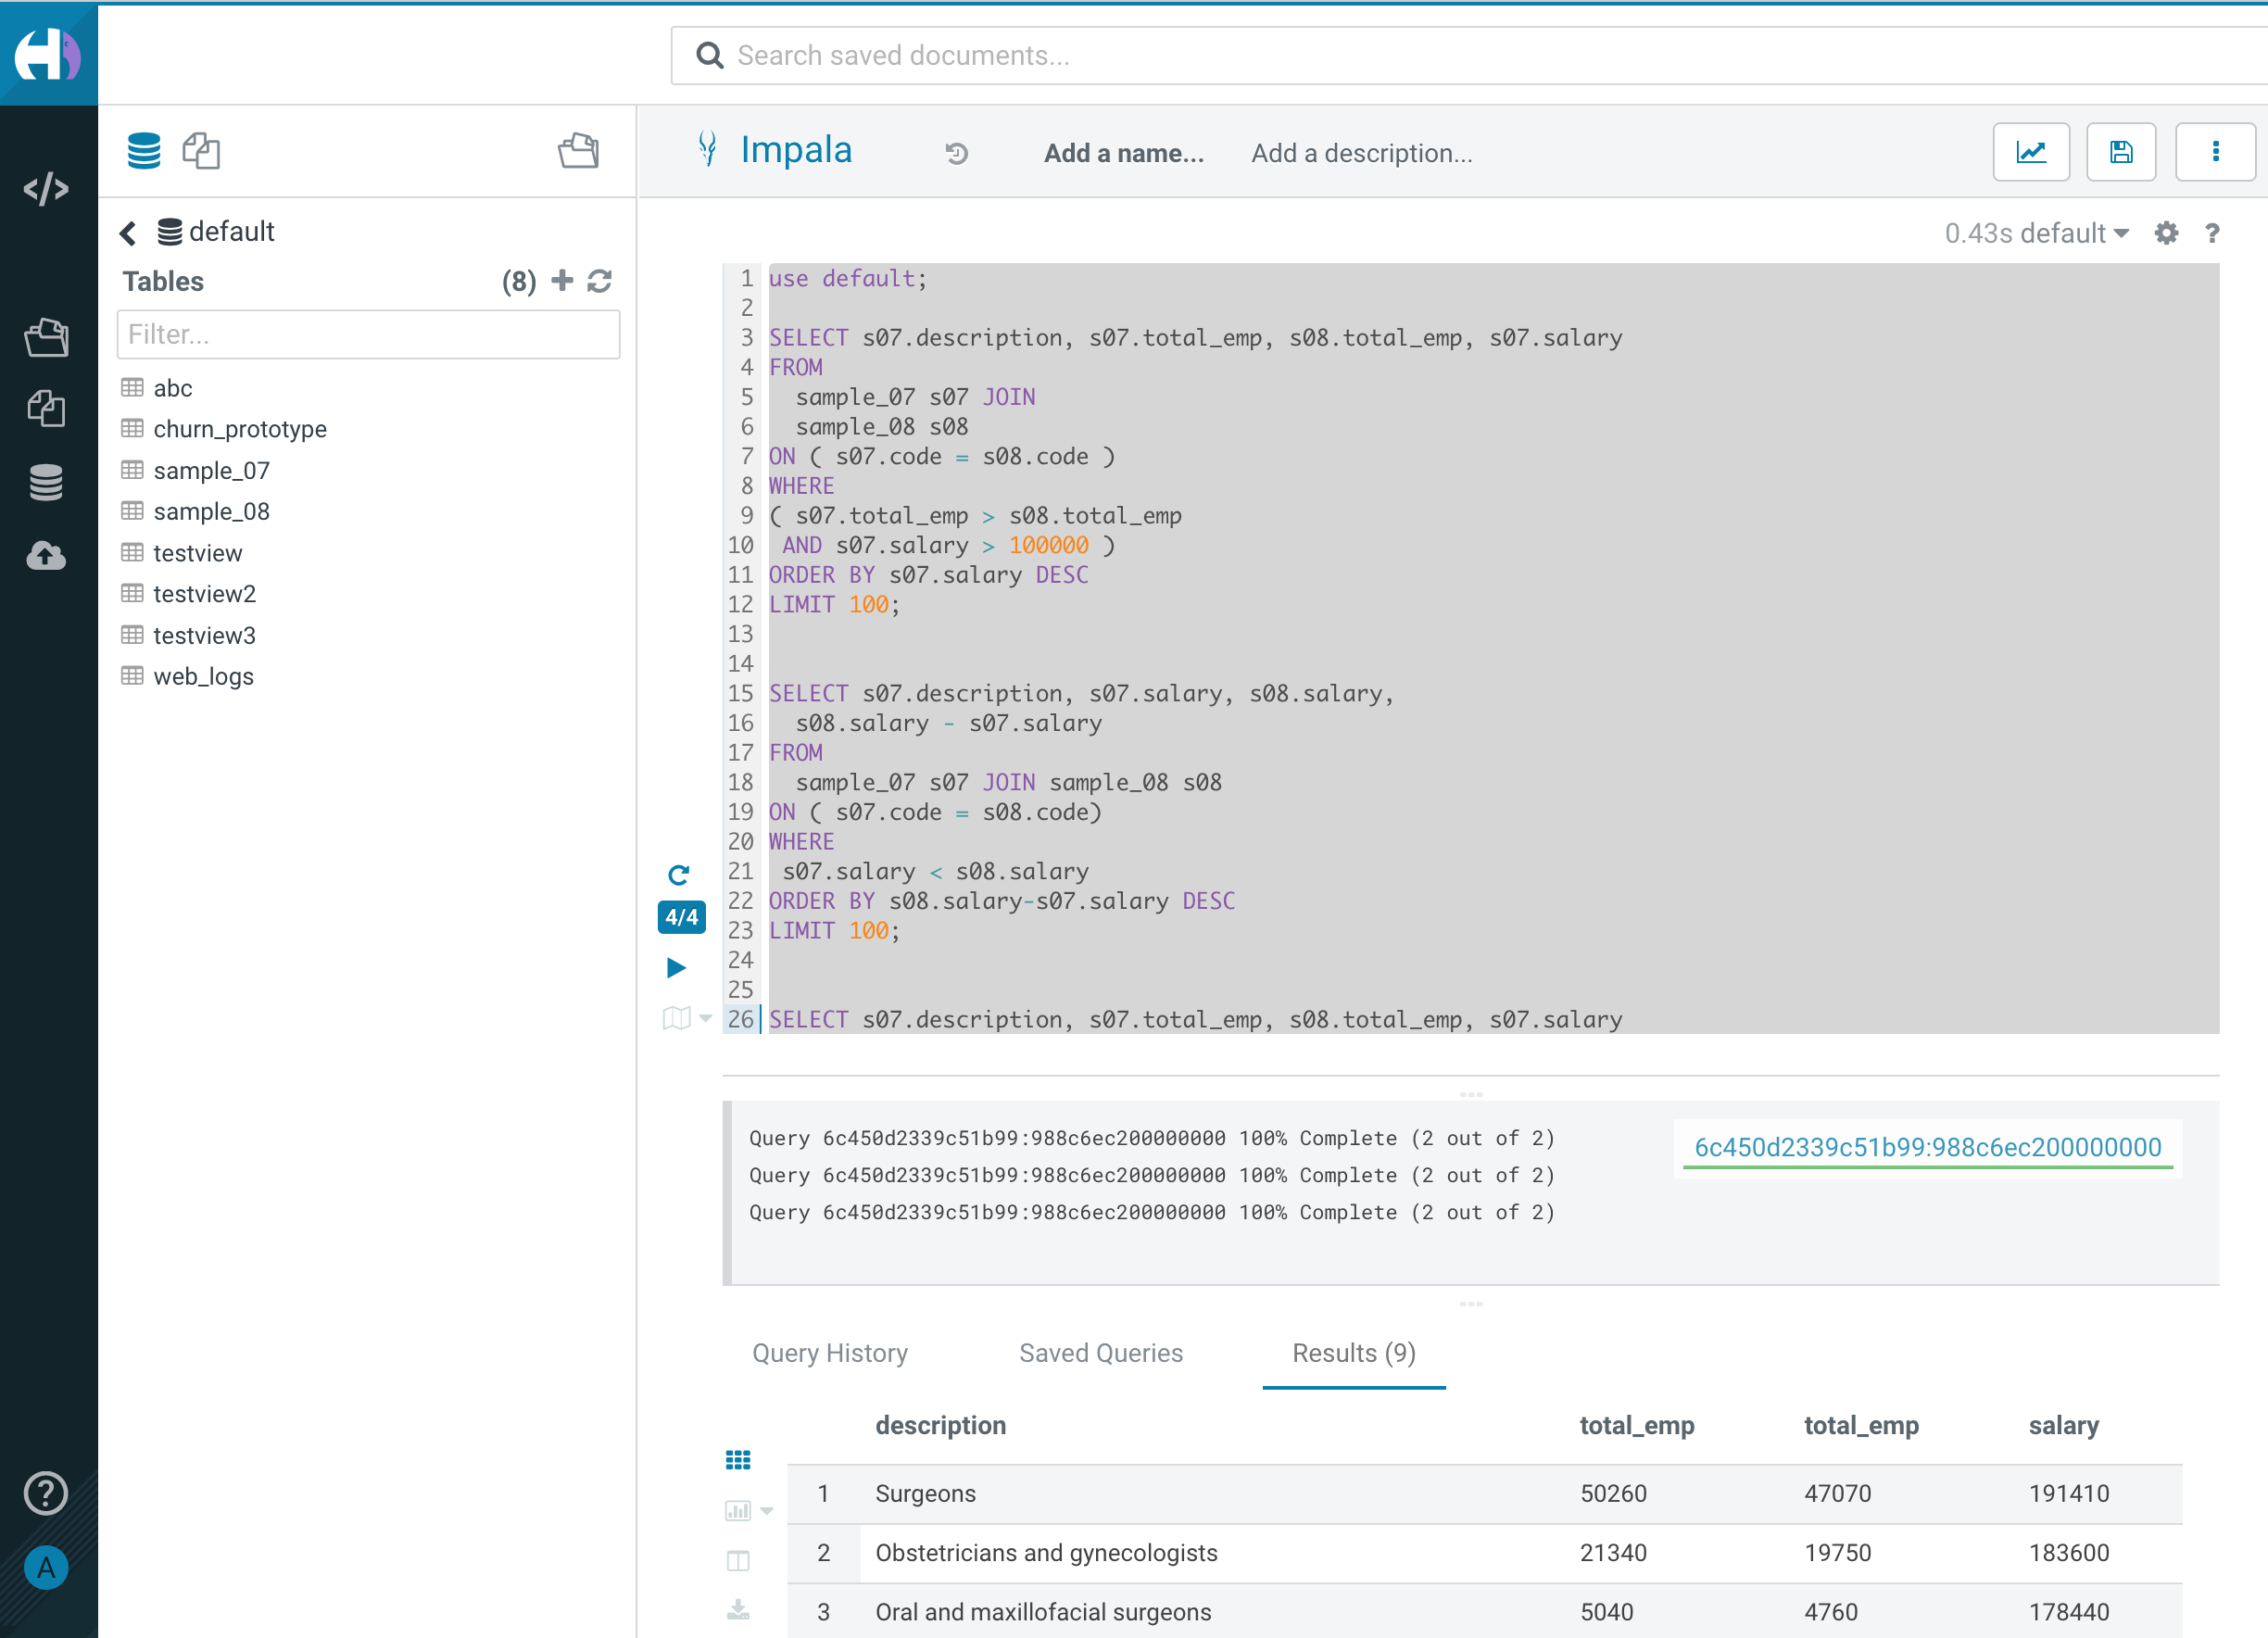 Search saved documents...
Impala
Add a name...
Add a description...
default
Tables (8)
Filter...
abc
churn_prototype
sample_07
sample_08
testview
testview2
testview3
web_logs
A
0.43s default ?
1 use default;
2
3 SELECT s07.description, s07.total_emp, s08.total_emp, s07.salary
4 FROM
5 sample_07 s07 JOIN
6 sample_08 s08
7 ON ( s07.code = s08.code )
8 WHERE
9 ( s07.total_emp > s08.total_emp
10 AND s07.salary > 100000 )
11 ORDER BY s07.salary DESC
12 LIMIT 100;
13
14
15 SELECT s07.description, s07.salary, s08.salary,
16 s08.salary - s07.salary
17 FROM
18 sample_07 s07 JOIN sample_08 s08
19 ON ( s07.code = s08.code)
20 WHERE
21 s07.salary < s08.salary
22 ORDER BY s08.salary-s07.salary DESC
23 LIMIT 100;
24
25
26 SELECT s07.description, s07.total_emp, s08.total_emp, s07.salary
4/4
Query 6c450d2339c51b99:988c6ec200000000 100% Complete (2 out of 2)
Query 6c450d2339c51b99:988c6ec200000000 100% Complete (2 out of 2)
Query 6c450d2339c51b99:988c6ec200000000 100% Complete (2 out of 2)
6c450d2339c51b99:988c6ec200000000
Query History Saved Queries Results (9)
description total_emp total_emp salary
1 Surgeons 50260 47070 191410
2 Obstetricians and gynecologists 21340 19750 183600
3 Oral and maxillofacial surgeons 5040 4760 178440